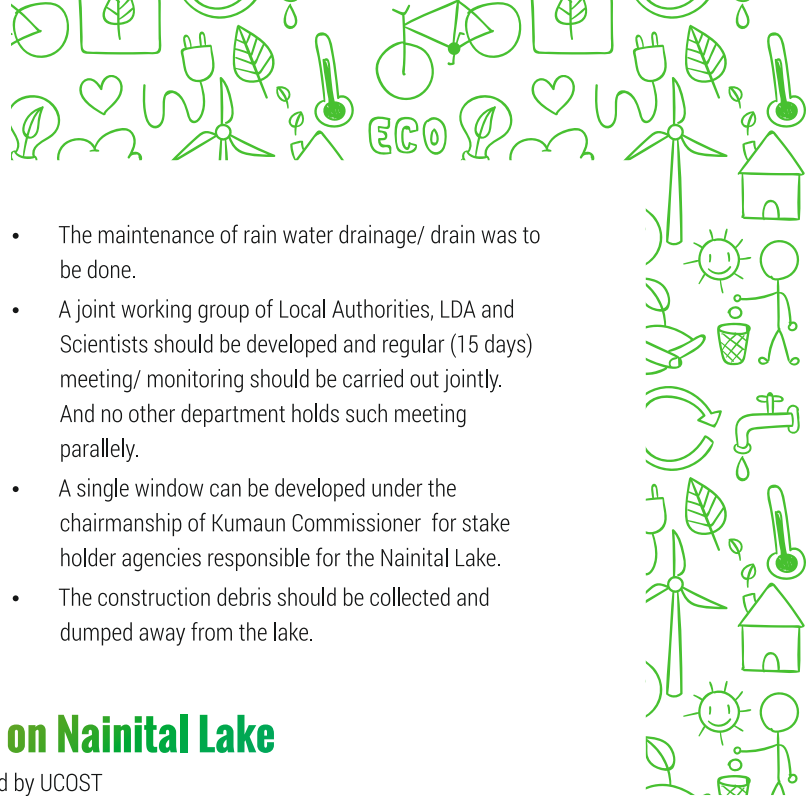 ECO
• The maintenance of rain water drainage/ drain was to
be done.
• A joint working group of Local Authorities, LDA and
Scientists should be developed and regular (15 days)
meeting/ monitoring should be carried out jointly.
And no other department holds such meeting
parallely.
• A single window can be developed under the
chairmanship of Kumaun Commissioner for stake
holder agencies responsible for the Nainital Lake.
• The construction debris should be collected and
dumped away from the lake.
on Nainital Lake
by UCOST